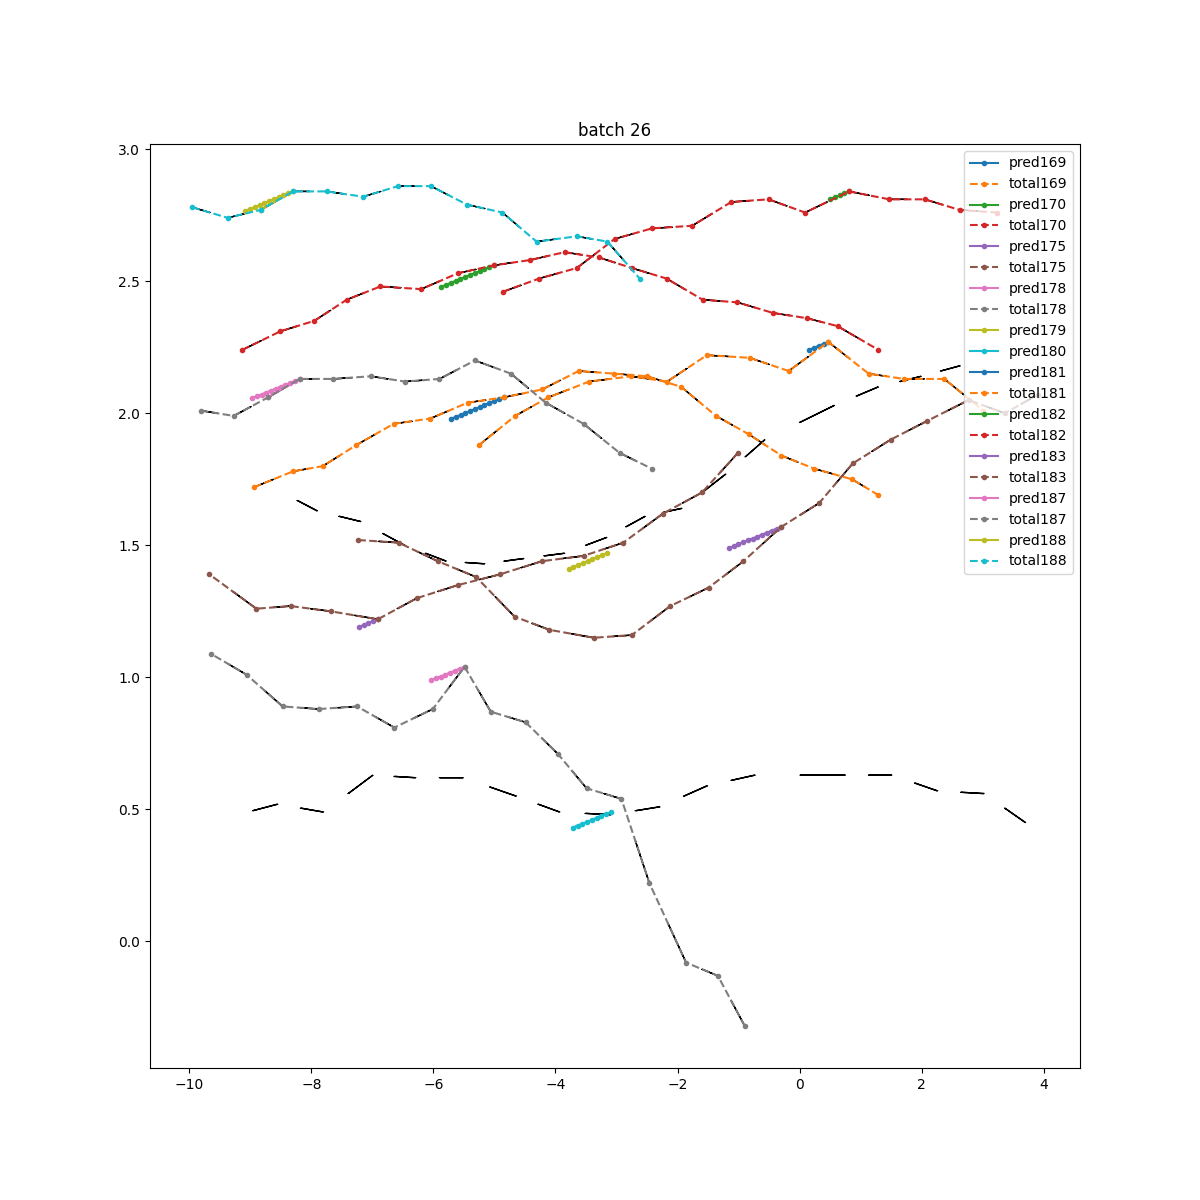 batch 26
3.0
2.5
2.0
1.5
1.0
0.5
0.0
−10
−8
−6
−4
−2
0
2
4
pred169
total169
pred170
total170
pred175
total175
pred178
total178
pred179
pred180
pred181
total181
pred182
total182
pred183
total183
pred187
total187
pred188
total188